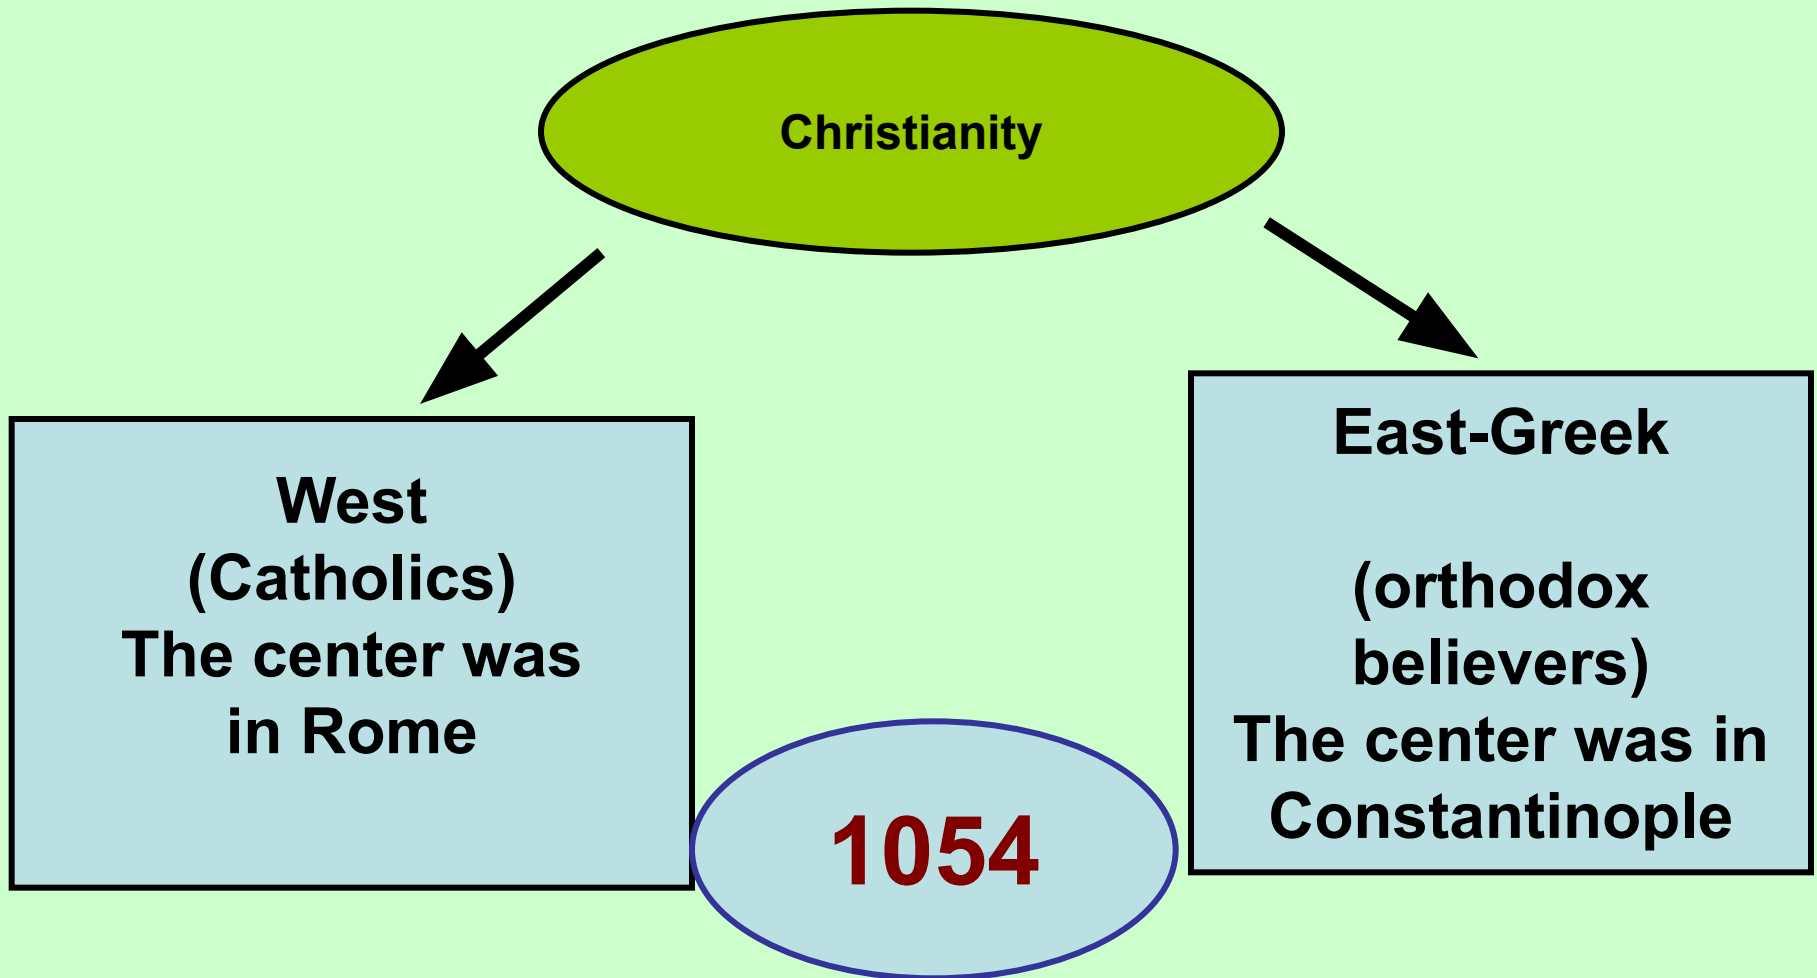 Christianity
West
(Catholics)
The center was
in Rome
East-Greek
(orthodox
believers)
The center was in
Constantinople
1054